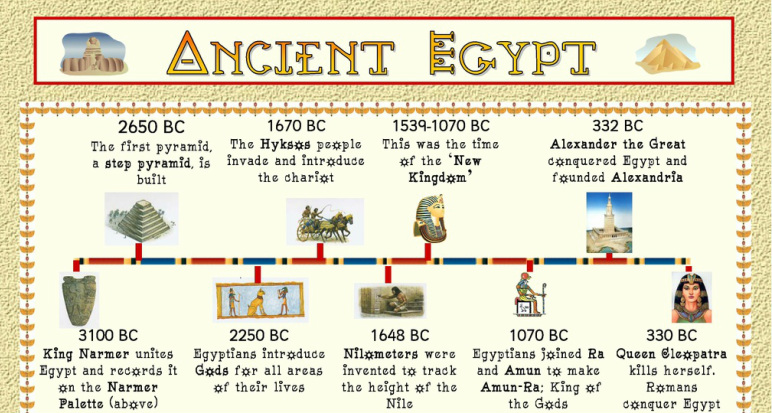 Ancient Egypt
2650 BC
The first pyramid,
a step pyramid, is
built
1670 BC
The Hyksos people
invade and introduce
the chariot
1539-1070 BC
This was the time
of the ‘New
Kingdom’
332 BC
Alexander the Great
conquered Egypt and
founded Alexandria
3100 BC
King Narmer unites
Egypt and records it
on the Narmer
Palette (above)
2250 BC
Egyptians introduce
Gods for all areas
of their lives
1648 BC
Nilometers were
invented to track
the height of the
Nile
1070 BC
Egyptians joined Ra
and Amun to make
Amun-Ra; King of
the Gods
330 BC
Queen Cleopatra
kills herself.
Romans
conquer Egypt